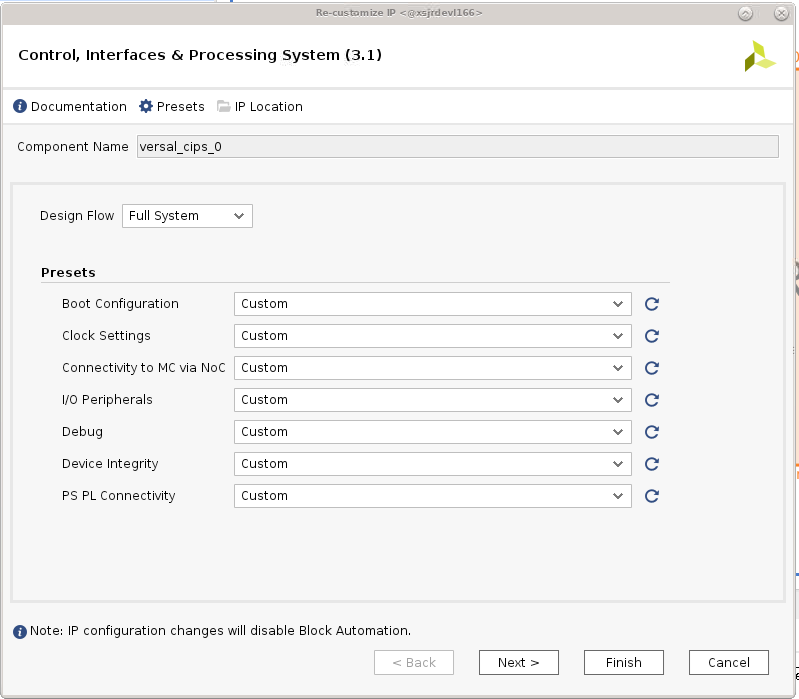 Re-customize IP <@xsjrdevl166>
Control, Interfaces & Processing System (3.1)
Documentation Presets IP Location
Component Name versal_cips_0
Design Flow Full System
Presets
Boot Configuration Custom
Clock Settings Custom
Connectivity to MC via NoC Custom
I/O Peripherals Custom
Debug Custom
Device Integrity Custom
PS PL Connectivity Custom
Note: IP configuration changes will disable Block Automation.
< Back Next > Finish Cancel